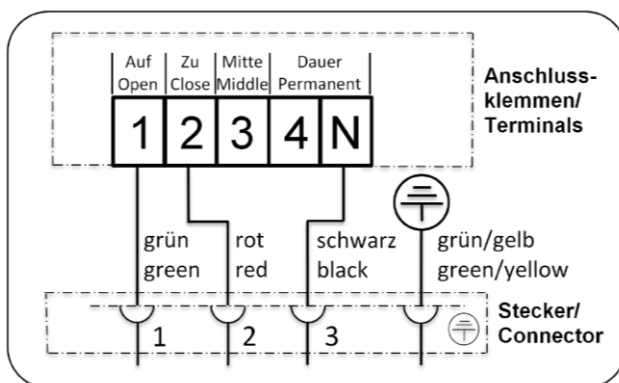 Auf Zu Mitte Dauer
Open Close Middle Permanent
1 2 3 4 N
Anschluss-
klemmen/
Terminals
grün rot schwarz grün/gelb
green red black green/yellow
1 2 3
Stecker/
Connector